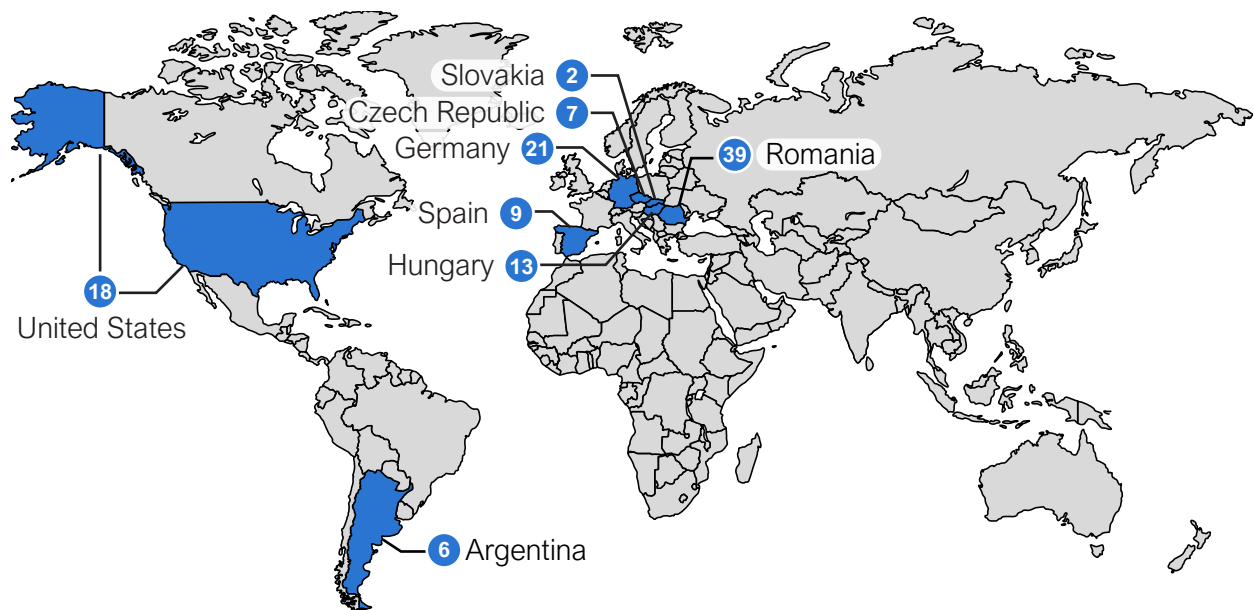 Slovakia 2
Czech Republic 7
Germany 21
39 Romania
Spain 9
Hungary 13
18
United States
6 Argentina